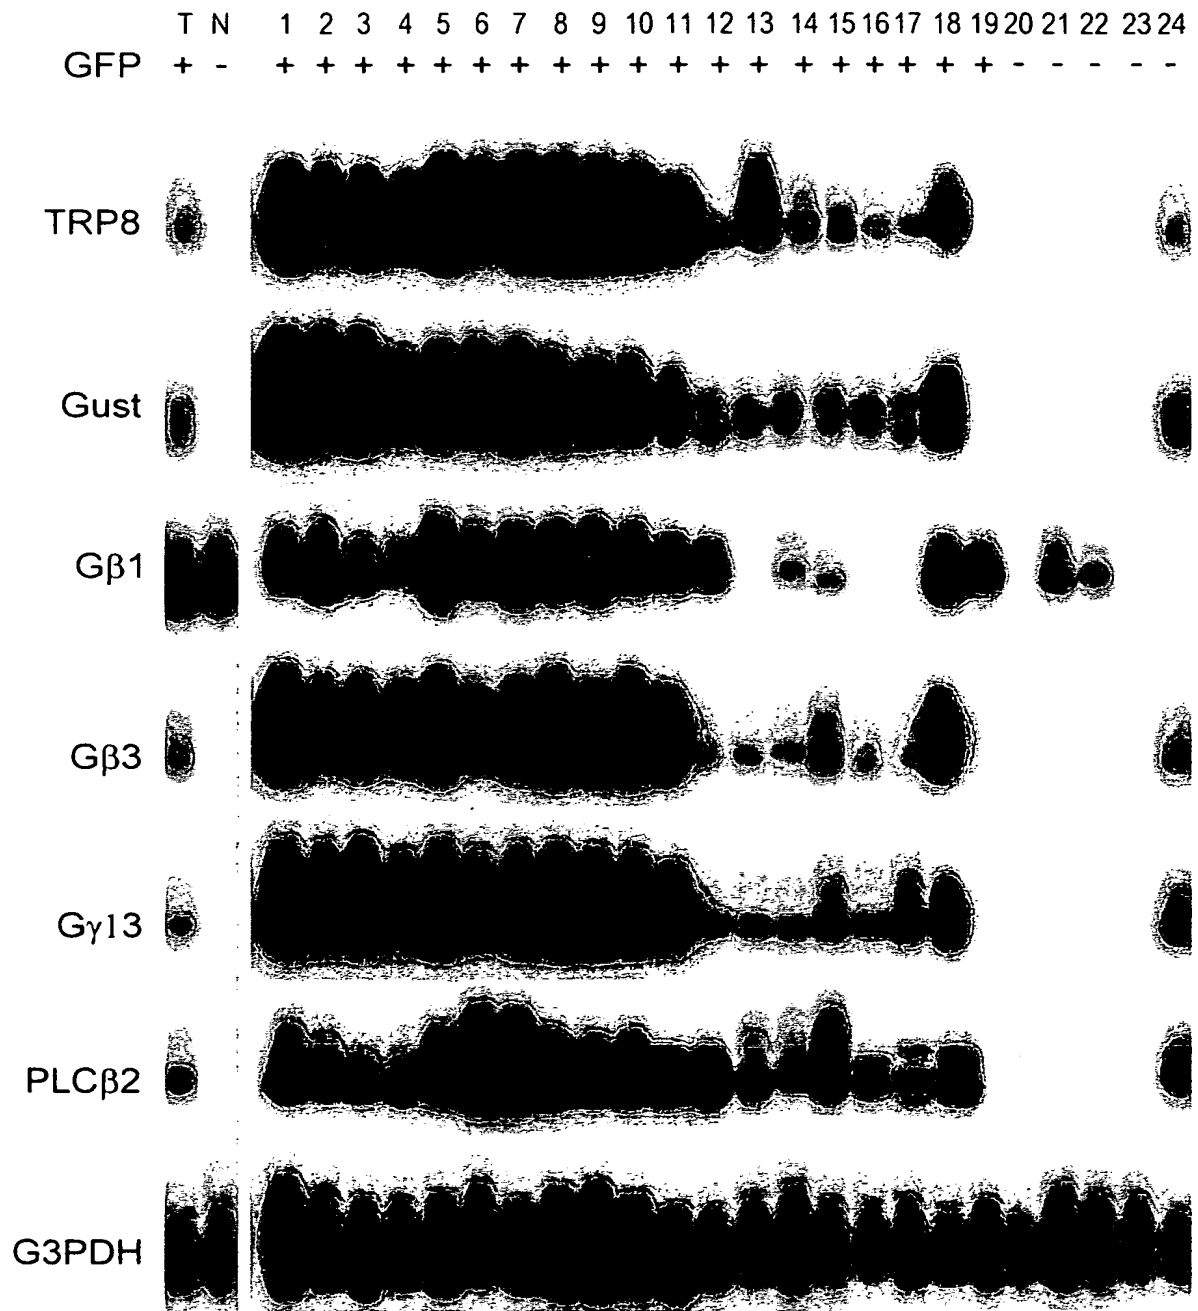 T N 1 2 3 4 5 6 7 8 9 10 11 12 13 14 15 16 17 18 19 20 21 22 23 24
GFP + - + + + + + + + + + + + + + + + + + + + - - - - -
TRP8
Gust
Gβ1
Gβ3
Gγ13
PLCβ2
G3PDH